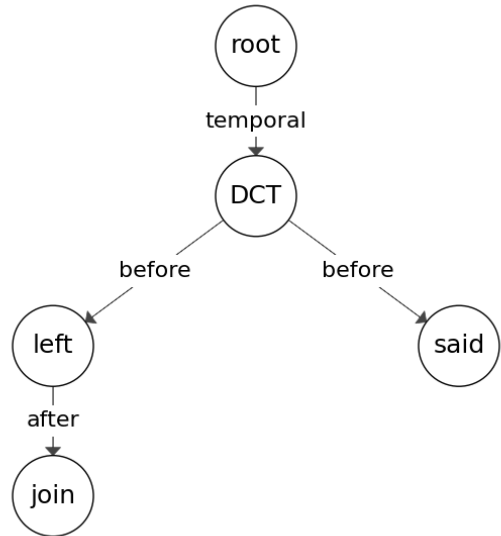 root
temporal
DCT
before before
left said
after
join